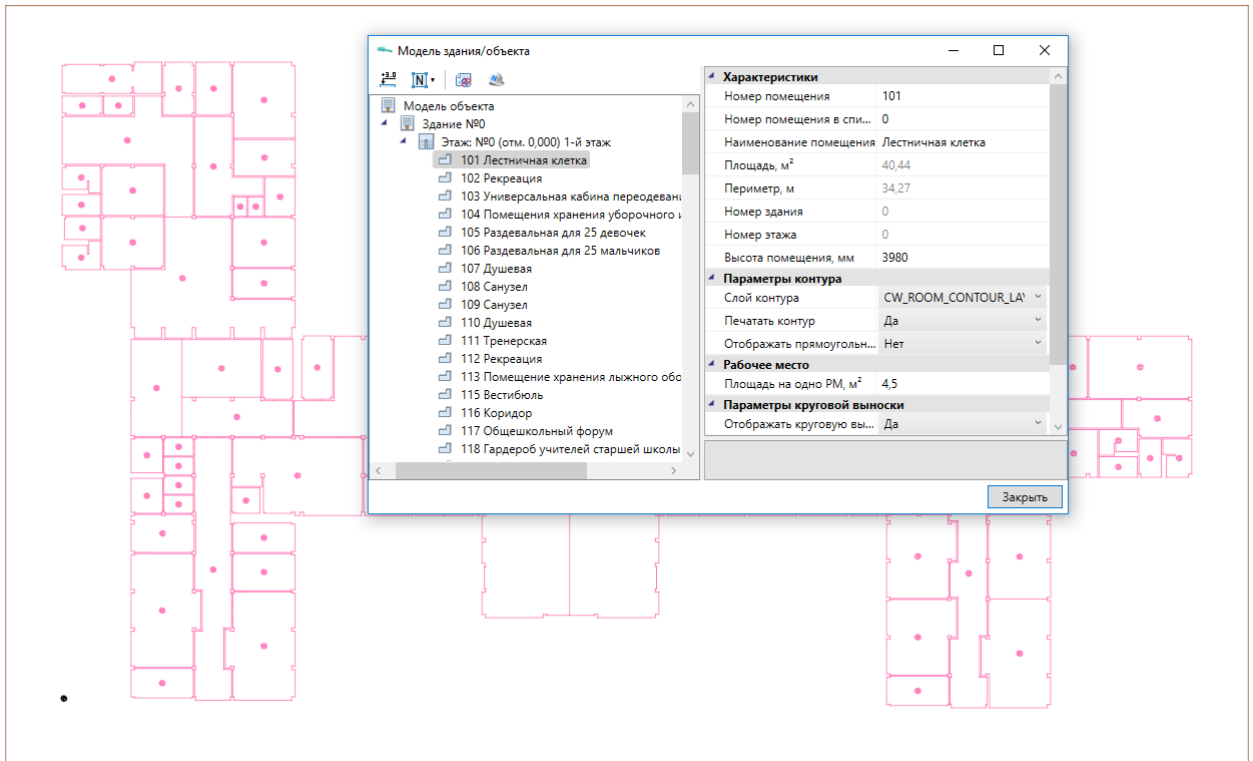 Модель здания/объекта
+3.0
N
Модель объекта
Здание №0
Этаж: №0 (отм. 0,000) 1-й этаж
101 Лестничная клетка
102 Рекреация
103 Универсальная кабина переодеван
104 Помещения хранения уборочного и
105 Раздевальная для 25 девочек
106 Раздевальная для 25 мальчиков
107 Душевая
108 Санузел
109 Санузел
110 Душевая
111 Тренерская
112 Рекреация
113 Помещение хранения лыжного обо
115 Вестибюль
116 Коридор
117 Общешкольный форум
118 Гардероб учителей старшей школы
Характеристики
Номер помещения 101
Номер помещения в спи... 0
Наименование помещения Лестничная клетка
Площадь, м² 40,44
Периметр, м 34,27
Номер здания 0
Номер этажа 0
Высота помещения, мм 3980
Параметры контура
Слой контура CW_ROOM_CONTOUR_LA
Печатать контур Да
Отображать прямоугольн... Нет
Рабочее место
Площадь на одно РМ, м² 4,5
Параметры круговой выноски
Отображать круговую вы... Да
Закрыть